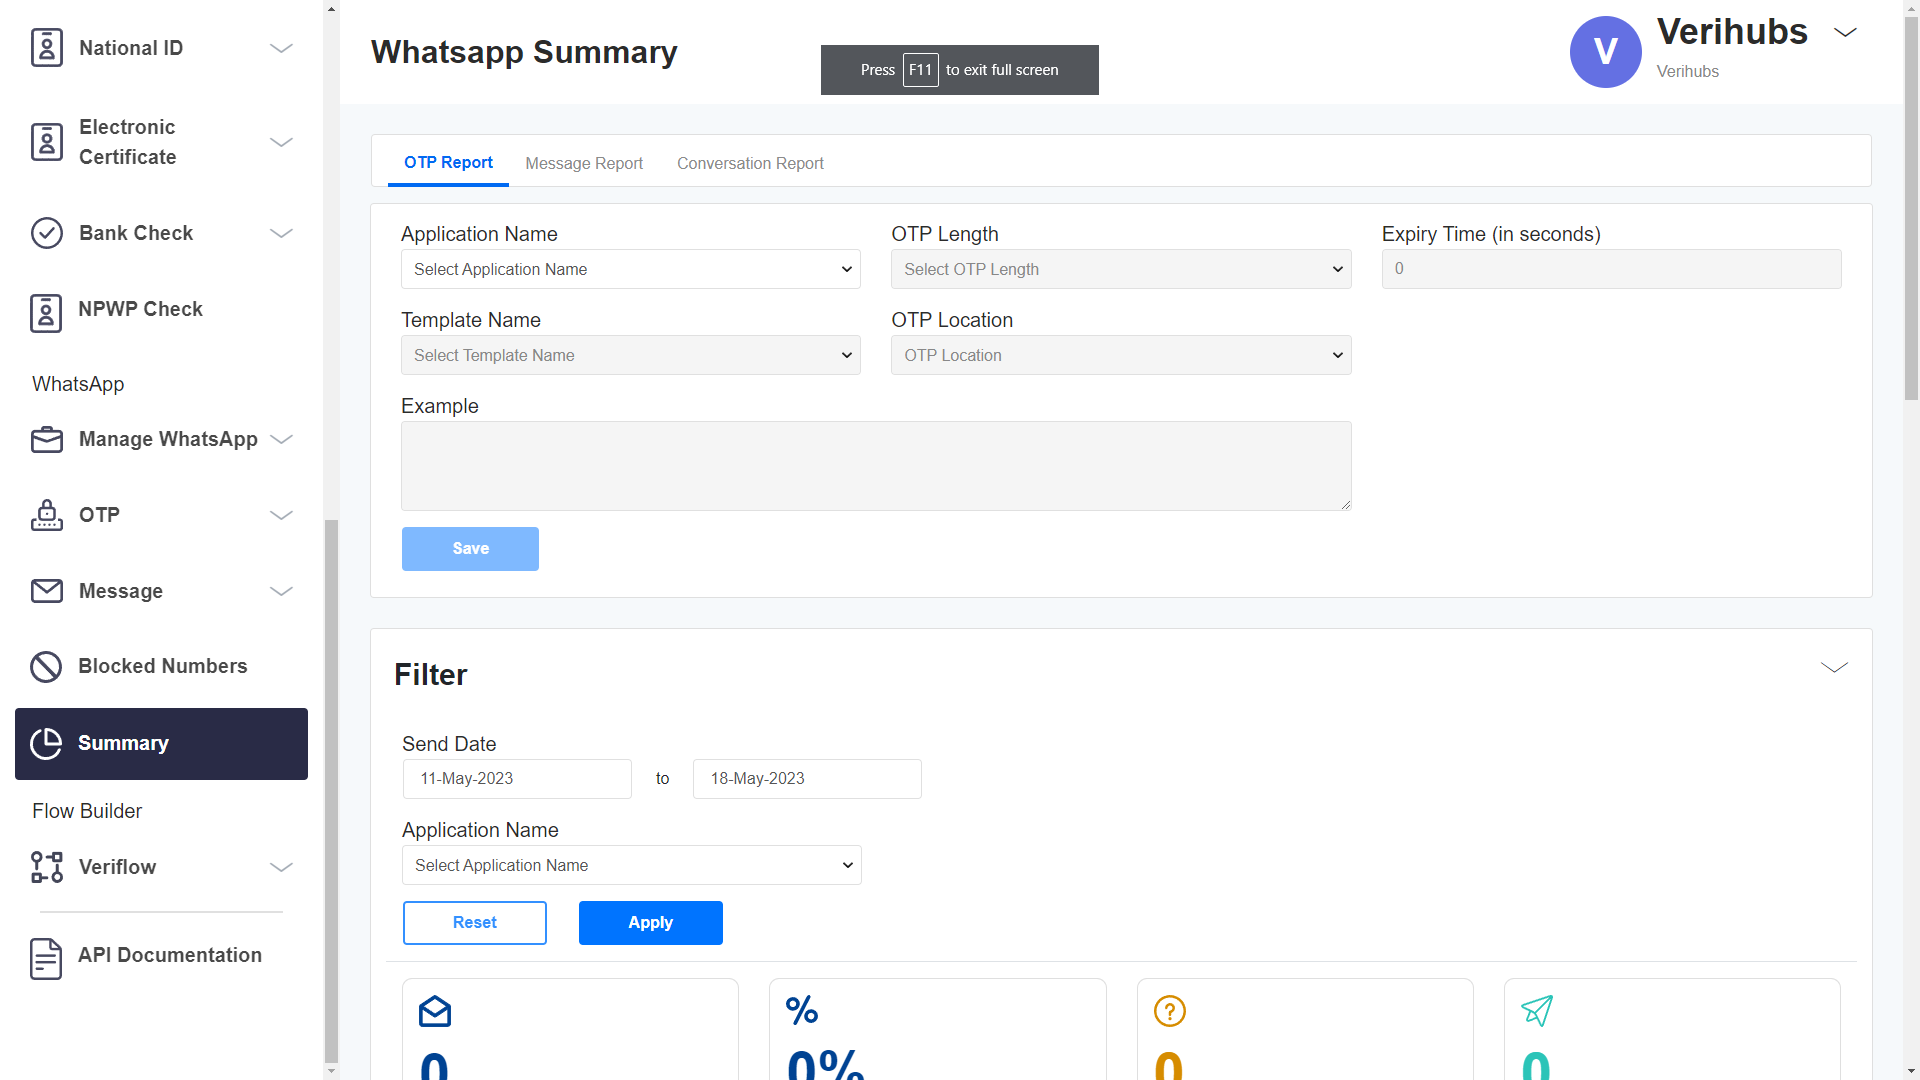 National ID
Electronic
Certificate
Bank Check
NPWP Check
WhatsApp
Manage WhatsApp
OTP
Message
Blocked Numbers
Summary
Flow Builder
Veriflow
API Documentation
Whatsapp Summary
Press F11 to exit full screen
V
Verihubs
Verihubs
OTP Report
Message Report
Conversation Report
Application Name
Select Application Name
OTP Length
Select OTP Length
Expiry Time (in seconds)
0
Template Name
Select Template Name
OTP Location
OTP Location
Example
Save
Filter
Send Date
11-May-2023
to
18-May-2023
Application Name
Select Application Name
Reset
Apply
%
0
0%
?
0
0